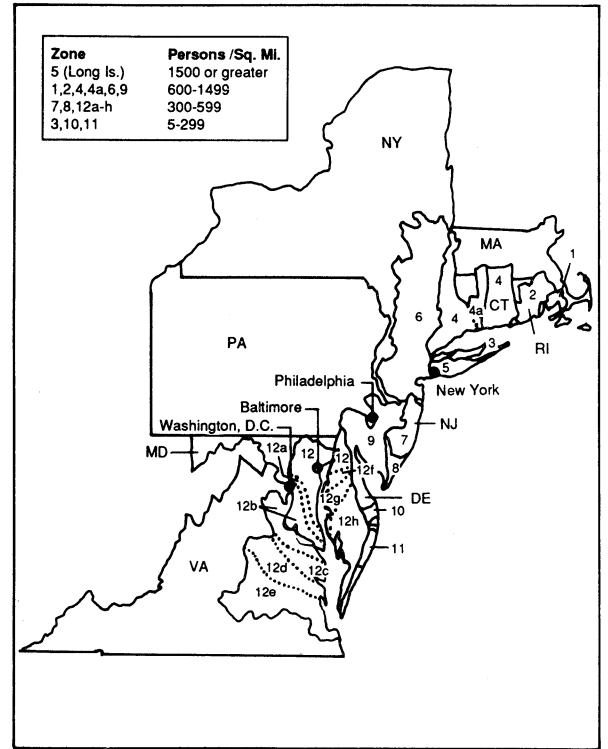 Zone Persons /Sq. Mi.
5 (Long Is.) 1500 or greater
1,2,4,4a,6,9 600-1499
7,8,12a-h 300-599
3,10,11 5-299
NY
MA
1
4
2
CT
4a
4
6
RI
3
5
PA
New York
Philadelphia
Baltimore
NJ
Washington, D.C.
9
7
MD
12a
12
12
12f
8
12g
DE
12b
10
12h
11
VA
12c
12d
12e